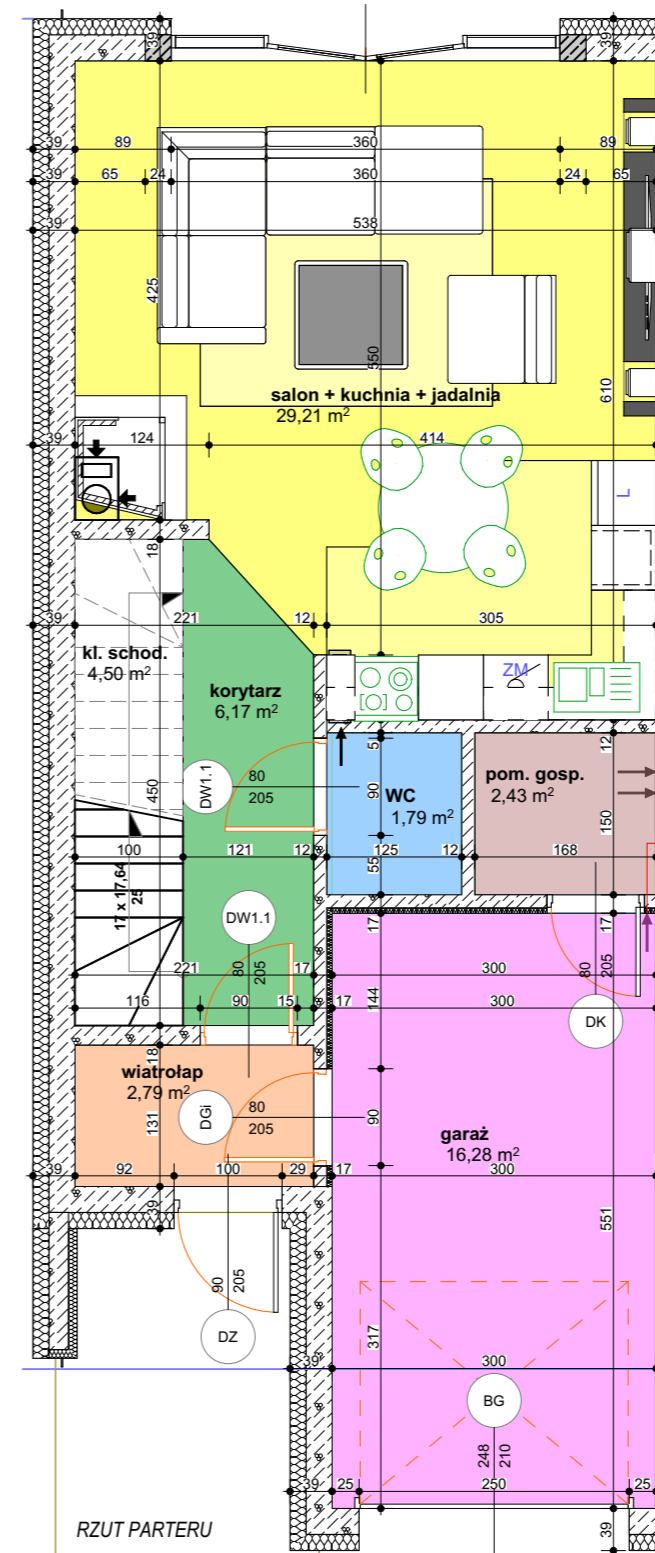 39 39
39 89 360 89
39 65 24 360 24 65
39 538
425
550
610
salon + kuchnia + jadalnia
29,21 m²
39 124 414
L
18
39 221 12 305
kl. schod.
4,50 m²
ZM
korytarz
6,17 m²
5 12
DW1.1 80
205
WC
1,79 m²
pom. gosp.
2,43 m²
450
90
150
100 121 12 125 12 168
55
17 x 17,64
25
DW1.1
17 17
221 80
205 17 300
80
205
116 90 15 17 144 300
DK
18
wiatrołap
2,79 m²
DGi 80
205
131
90
garaż
16,28 m²
39 92 100 29 17 300
39
551
90
205
DZ
317
39 300
BG
248
210
39 25 250 25
39
RZUT PARTERU